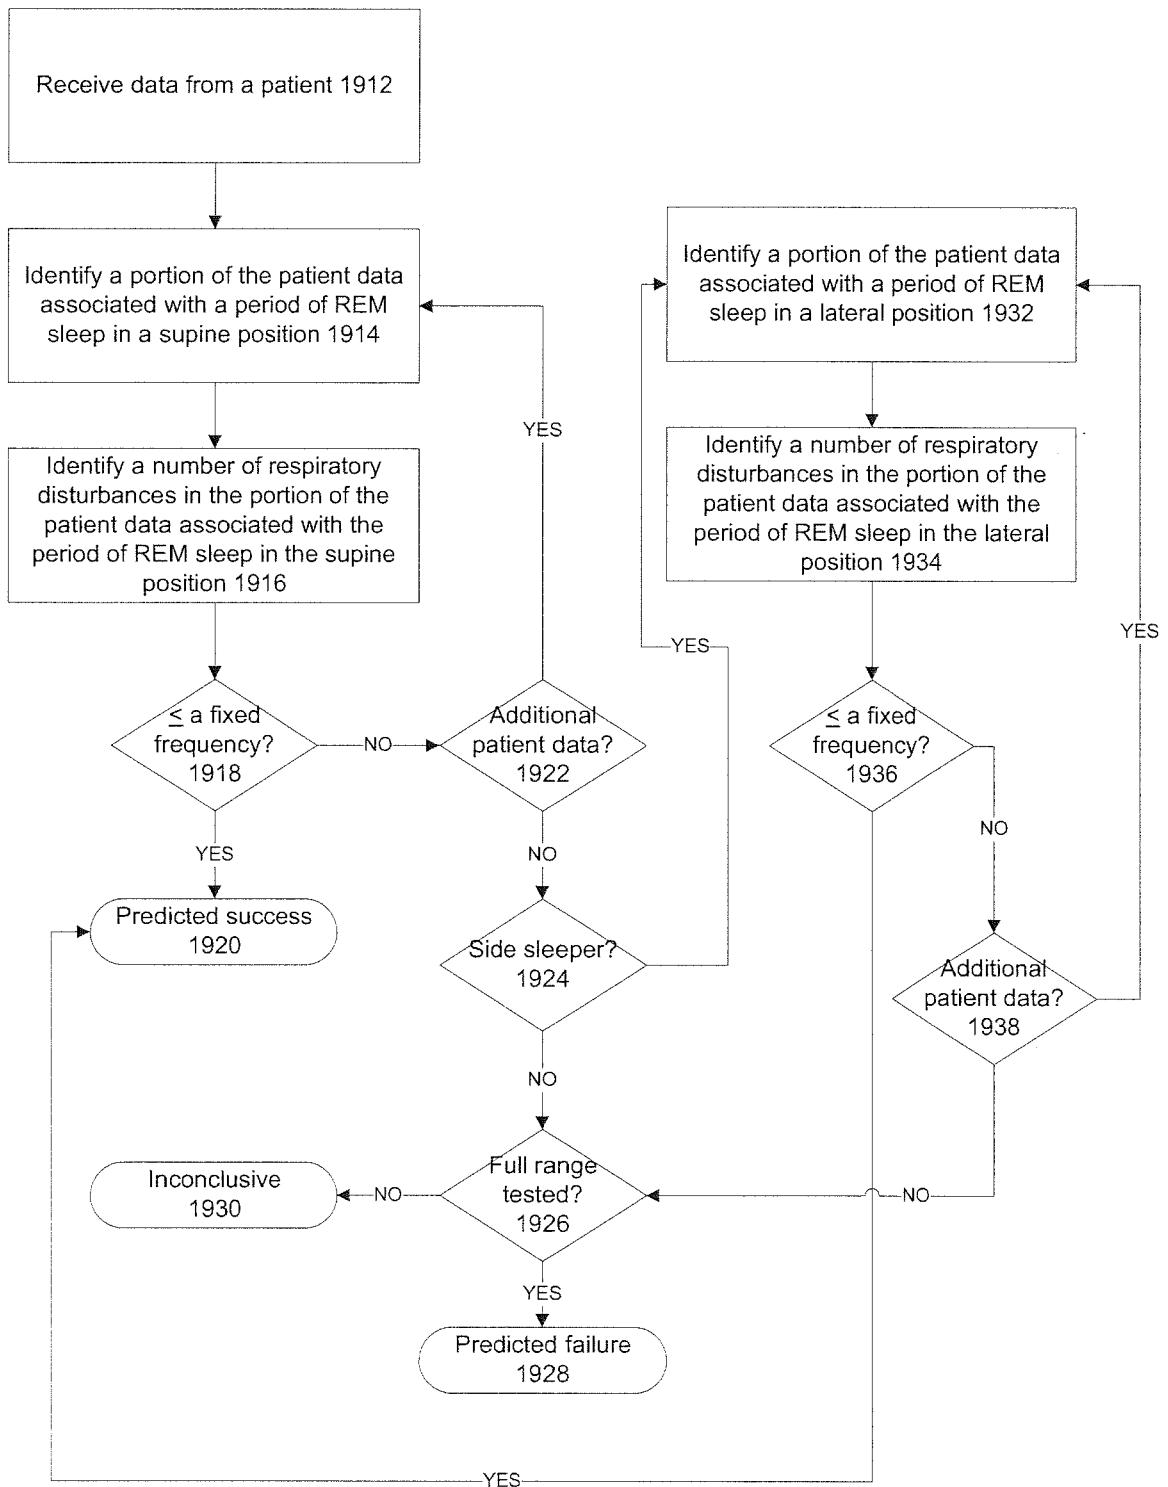 Receive data from a patient 1912
Identify a portion of the patient data
associated with a period of REM
sleep in a supine position 1914
Identify a number of respiratory
disturbances in the portion of the
patient data associated with the
period of REM sleep in the supine
position 1916
≤ a fixed
frequency?
1918
NO
YES
Predicted success
1920
YES
Additional
patient data?
1922
NO
Side sleeper?
1924
YES
NO
Full range
tested?
1926
NO
Inconclusive
1930
YES
Predicted failure
1928
Identify a portion of the patient data
associated with a period of REM
sleep in a lateral position 1932
Identify a number of respiratory
disturbances in the portion of the
patient data associated with the
period of REM sleep in the lateral
position 1934
≤ a fixed
frequency?
1936
NO
YES
Additional
patient data?
1938
NO
YES